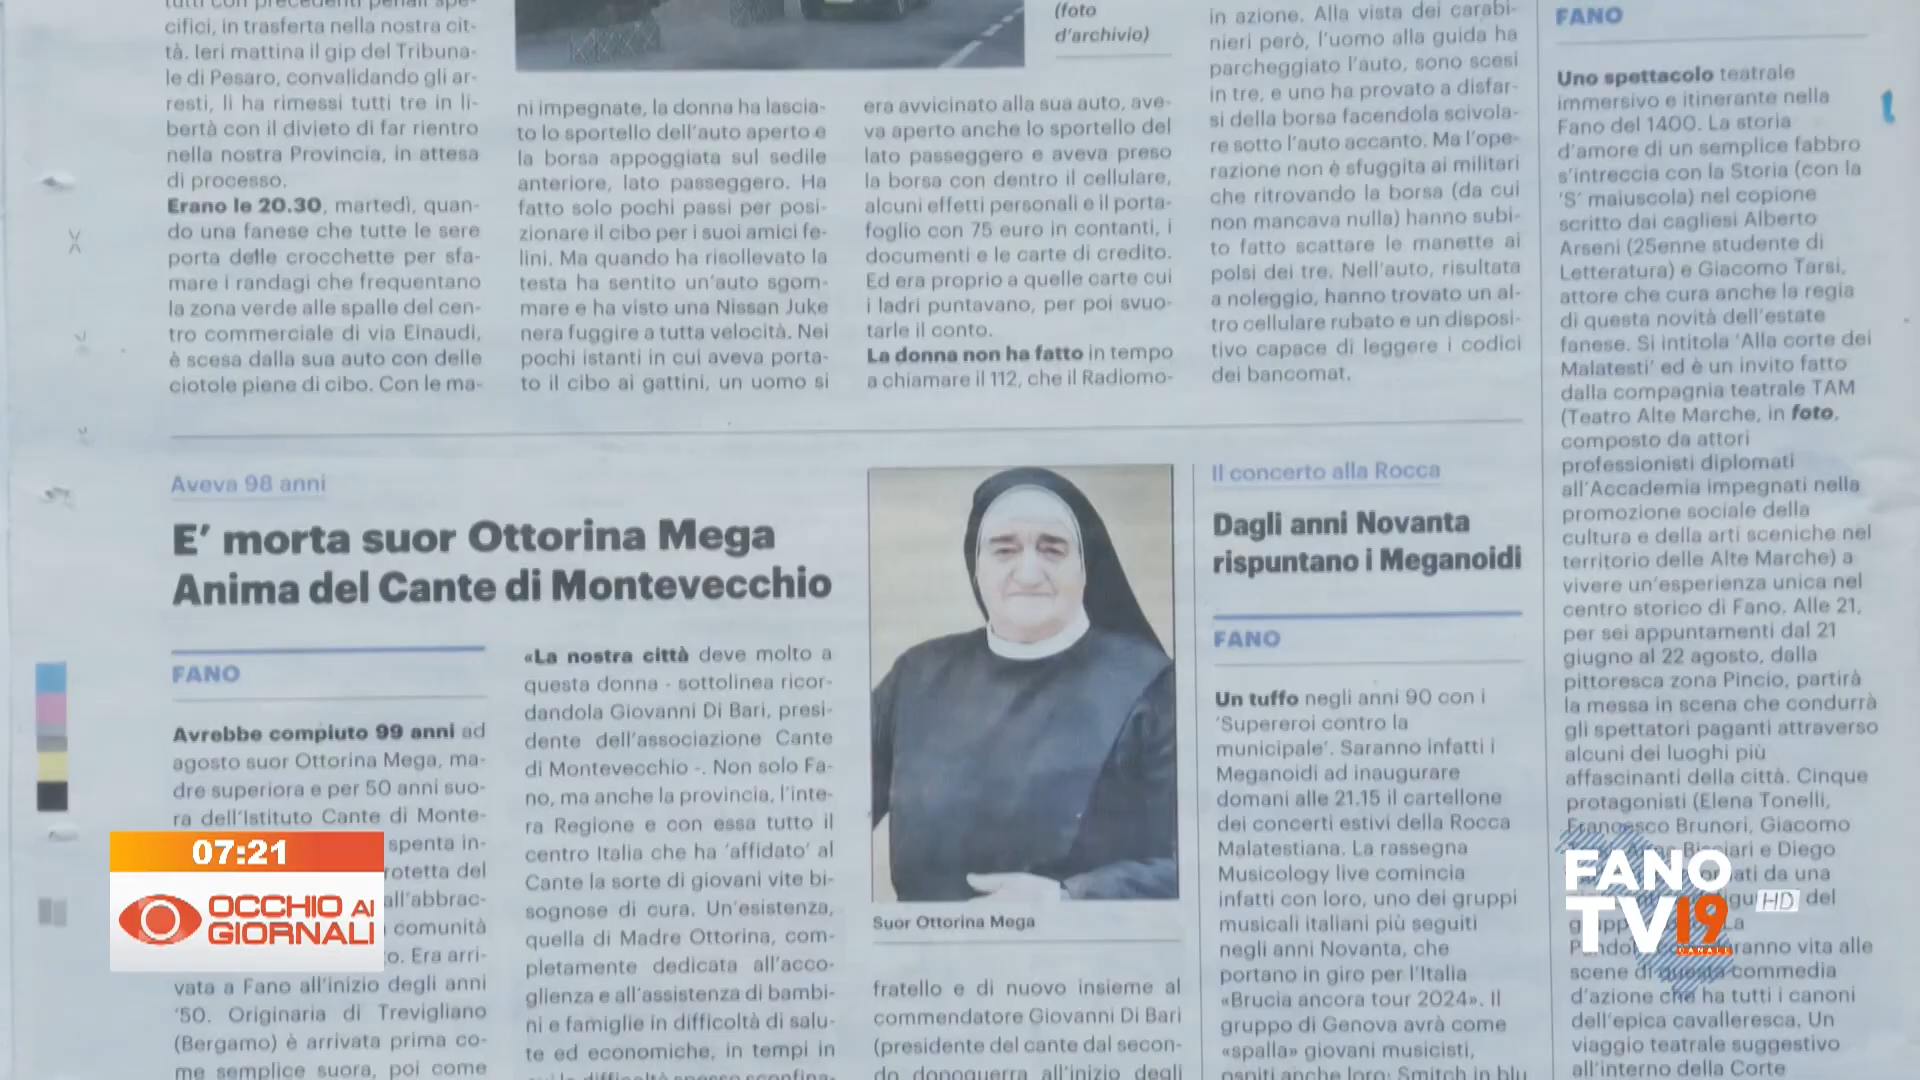 tutti con precedenti penali spe-
cifici, in trasferta nella nostra cit-
tà. Ieri mattina il gip del Tribuna-
le di Pesaro, convalidando gli ar-
resti, li ha rimessi tutti tre in li-
bertà con il divieto di far rientro
nella nostra Provincia, in attesa
di processo.
Erano le 20.30, martedì, quan-
do una fanese che tutte le sere
porta delle crocchette per sfa-
mare i randagi che frequentano
la zona verde alle spalle del cen-
tro commerciale di via Einaudi,
è scesa dalla sua auto con delle
ciotole piene di cibo. Con le ma-
ni impegnate, la donna ha lascia-
to lo sportello dell'auto aperto e
la borsa appoggiata sul sedile
anteriore, lato passeggero. Ha
fatto solo pochi passi per posi-
zionare il cibo per i suoi amici fe-
lini. Ma quando ha risollevato la
testa ha sentito un'auto sgom-
mare e ha visto una Nissan Juke
nera fuggire a tutta velocità. Nei
pochi istanti in cui aveva porta-
to il cibo ai gattini, un uomo si
(foto
d'archivio)
era avvicinato alla sua auto, ave-
va aperto anche lo sportello del
lato passeggero e aveva preso
la borsa con dentro il cellulare,
alcuni effetti personali e il porta-
foglio con 75 euro in contanti, i
documenti e le carte di credito.
Ed era proprio a quelle carte cui
i ladri puntavano, per poi svuo-
tarle il conto.
La donna non ha fatto in tempo
a chiamare il 112, che il Radiomo-
in azione. Alla vista dei carabi-
nieri però, l'uomo alla guida ha
parcheggiato l'auto, sono scesi
in tre, e uno ha provato a disfar-
si della borsa facendola scivola-
re sotto l'auto accanto. Ma l'ope-
razione non è sfuggita ai militari
che ritrovando la borsa (da cui
non mancava nulla) hanno subi-
to fatto scattare le manette ai
polsi dei tre. Nell'auto, risultata
a noleggio, hanno trovato un al-
tro cellulare rubato e un disposi-
tivo capace di leggere i codici
dei bancomat.
Aveva 98 anni
E' morta suor Ottorina Mega
Anima del Cante di Montevecchio
FANO
Avrebbe compiuto 99 anni ad
agosto suor Ottorina Mega, ma-
dre superiora e per 50 anni suo-
ra dell'Istituto Cante di Monte-
spenta in-
rotetta del
all'abbrac-
comunità
o. Era arri-
vata a Fano all'inizio degli anni
'50. Originaria di Trevigliano
(Bergamo) è arrivata prima co-
me semplice suora, poi come
«La nostra città deve molto a
questa donna - sottolinea ricor-
dandola Giovanni Di Bari, presi-
dente dell'associazione Cante
di Montevecchio -. Non solo Fa-
no, ma anche la provincia, l'inte-
ra Regione e con essa tutto il
centro Italia che ha 'affidato' al
Cante la sorte di giovani vite bi-
sognose di cura. Un'esistenza,
quella di Madre Ottorina, com-
pletamente dedicata all'acco-
glienza e all'assistenza di bambi-
ni e famiglie in difficoltà di salu-
te ed economiche, in tempi in
cui le difficoltà spesso sconfina-
Suor Ottorina Mega
fratello e di nuovo insieme al
commendatore Giovanni Di Bari
(presidente del cante dal secon-
do dopoguerra all'inizio degli
Il concerto alla Rocca
Dagli anni Novanta
rispuntano i Meganoidi
FANO
Un tuffo negli anni 90 con i
'Supereroi contro la
municipale'. Saranno infatti i
Meganoidi ad inaugurare
domani alle 21.15 il cartellone
dei concerti estivi della Rocca
Malatestiana. La rassegna
Musicology live comincia
infatti con loro, uno dei gruppi
musicali italiani più seguiti
negli anni Novanta, che
portano in giro per l'Italia
«Brucia ancora tour 2024». Il
gruppo di Genova avrà come
«spalla» giovani musicisti,
ospiti anche loro: Smitch in blu
FANO
Uno spettacolo teatrale
immersivo e itinerante nella
Fano del 1400. La storia
d'amore di un semplice fabbro
s'intreccia con la Storia (con la
'S' maiuscola) nel copione
scritto dai cagliesi Alberto
Arseni (25enne studente di
Letteratura) e Giacomo Tarsi,
attore che cura anche la regia
di questa novità dell'estate
fanese. Si intitola 'Alla corte dei
Malatesti' ed è un invito fatto
dalla compagnia teatrale TAM
(Teatro Alte Marche, in foto,
composto da attori
professionisti diplomati
all'Accademia impegnati nella
promozione sociale della
cultura e della arti sceniche nel
territorio delle Alte Marche) a
vivere un'esperienza unica nel
centro storico di Fano. Alle 21,
per sei appuntamenti dal 21
giugno al 22 agosto, dalla
pittoresca zona Pincio, partirà
la messa in scena che condurrà
gli spettatori paganti attraverso
alcuni dei luoghi più
affascinanti della città. Cinque
protagonisti (Elena Tonelli,
Francesco Brunori, Giacomo
e Diego
da una
del
La
vita alle
scene di questa commedia
d'azione che ha tutti i canoni
dell'epica cavalleresca. Un
viaggio teatrale suggestivo
all'interno della Corte
07:21
OCCHIO AI
GIORNALI
FANO
TV19
CANALE
HD